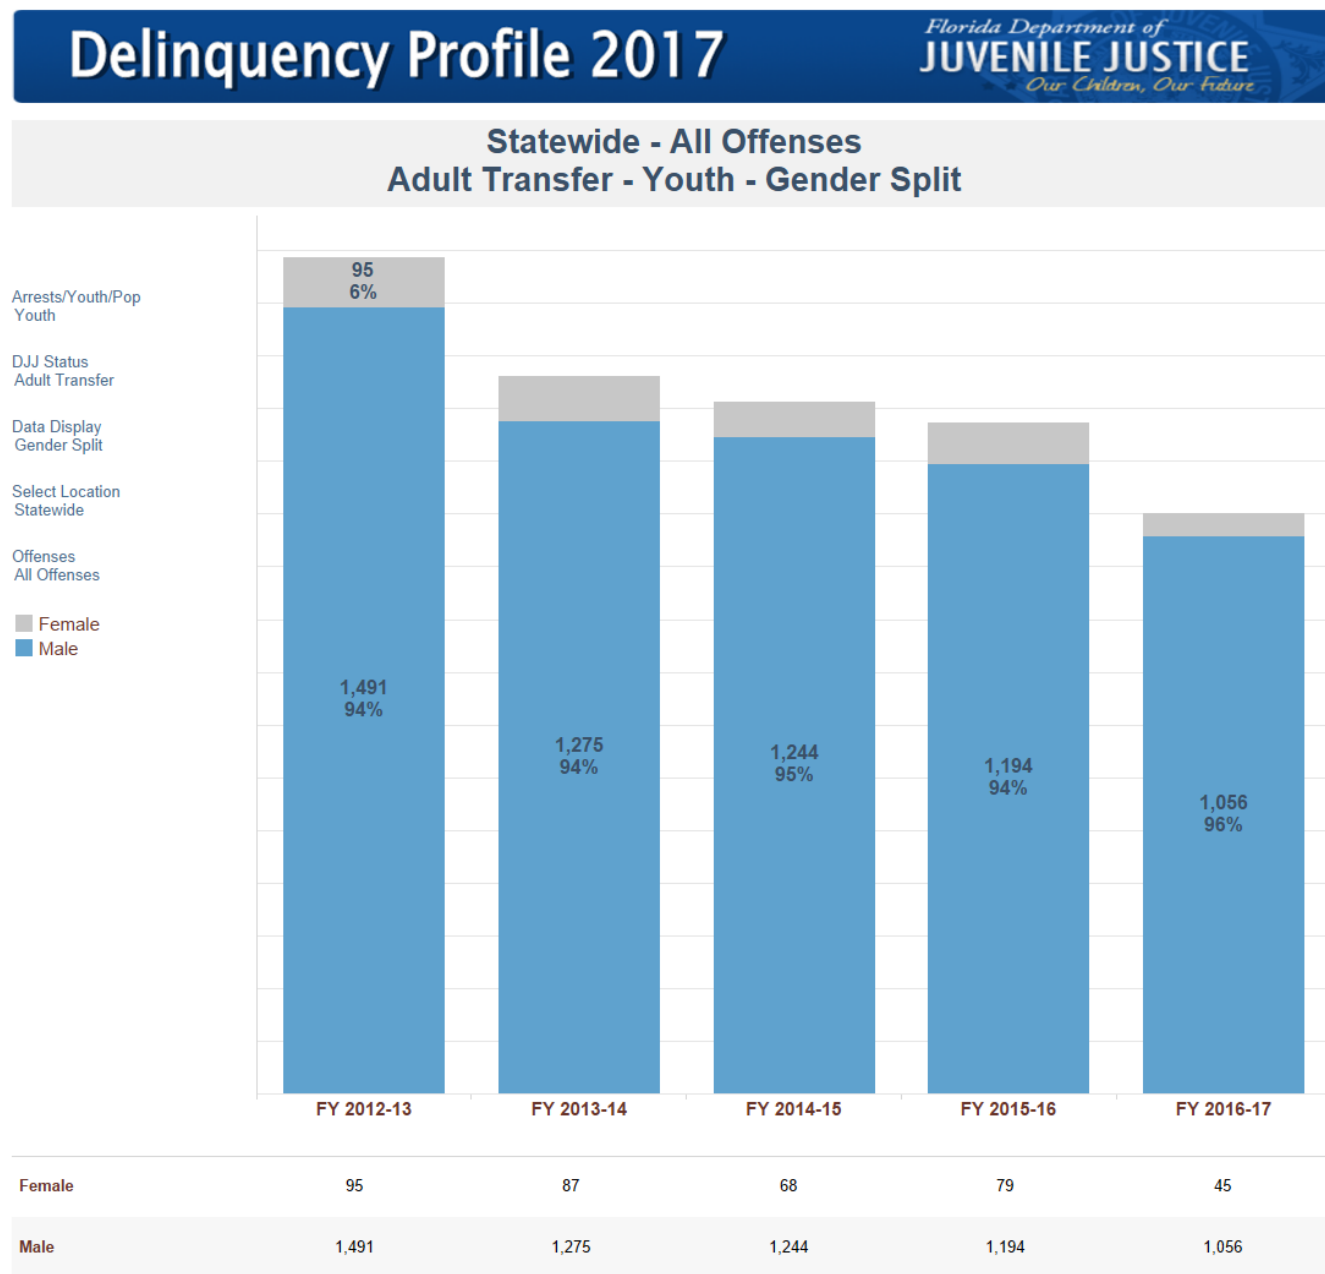 Delinquency Profile 2017
Florida Department of
JUVENILE JUSTICE
Our Children, Our Future
Statewide - All Offenses
Adult Transfer - Youth - Gender Split
Arrests/Youth/Pop
Youth
DJJ Status
Adult Transfer
Data Display
Gender Split
Select Location
Statewide
Offenses
All Offenses
Female
Male
95
6%
1,491
94%
1,275
94%
1,244
95%
1,194
94%
1,056
96%
FY 2012-13 FY 2013-14 FY 2014-15 FY 2015-16 FY 2016-17
Female 95 87 68 79 45
Male 1,491 1,275 1,244 1,194 1,056